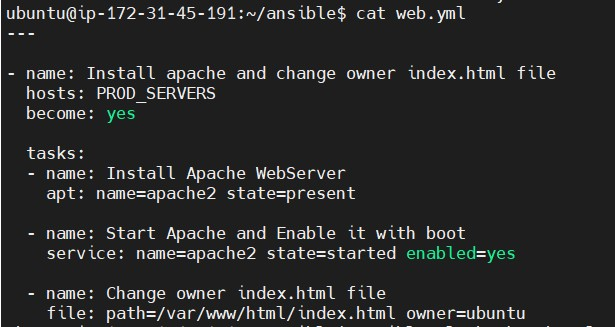 ubuntu@ip-172-31-45-191:~/ansible$ cat web.yml
---
- name: Install apache and change owner index.html file
  hosts: PROD_SERVERS
  become: yes
  tasks:
  - name: Install Apache WebServer
    apt: name=apache2 state=present
  - name: Start Apache and Enable it with boot
    service: name=apache2 state=started enabled=yes
  - name: Change owner index.html file
    file: path=/var/www/html/index.html owner=ubuntu